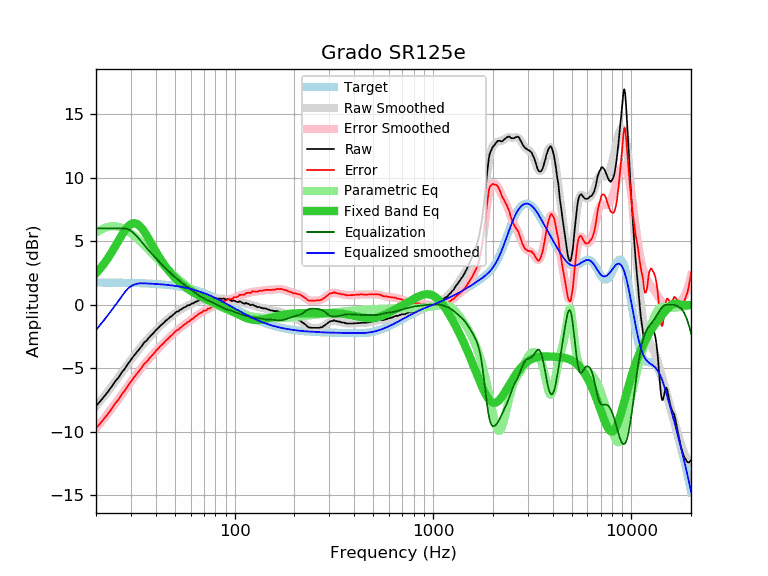 Grado SR125e
Target
Raw Smoothed
Error Smoothed
Raw
Error
Parametric Eq
Fixed Band Eq
Equalization
Equalized smoothed
15
10
5
0
−5
−10
−15
Amplitude (dBr)
100 1000 10000
Frequency (Hz)